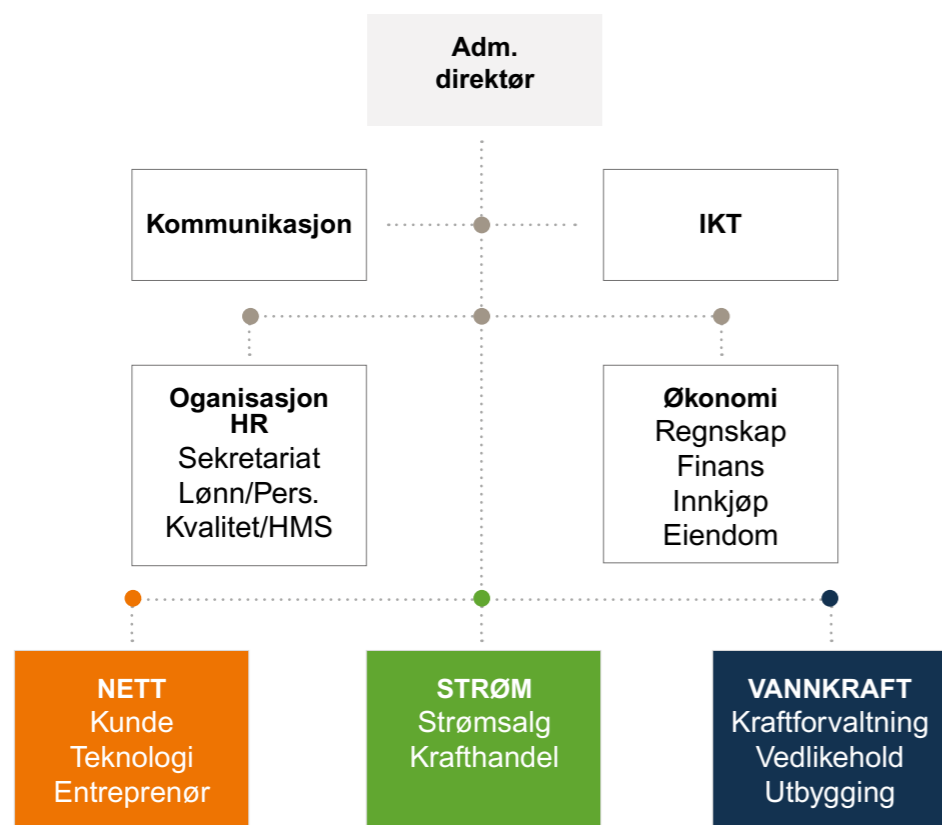 Adm.
direktør
Kommunikasjon
IKT
Oganisasjon
HR
Sekretariat
Lønn/Pers.
Kvalitet/HMS
Økonomi
Regnskap
Finans
Innkjøp
Eiendom
NETT
Kunde
Teknologi
Entreprenør
STRØM
Strømsalg
Krafthandel
VANNKRAFT
Kraftforvaltning
Vedlikehold
Utbygging